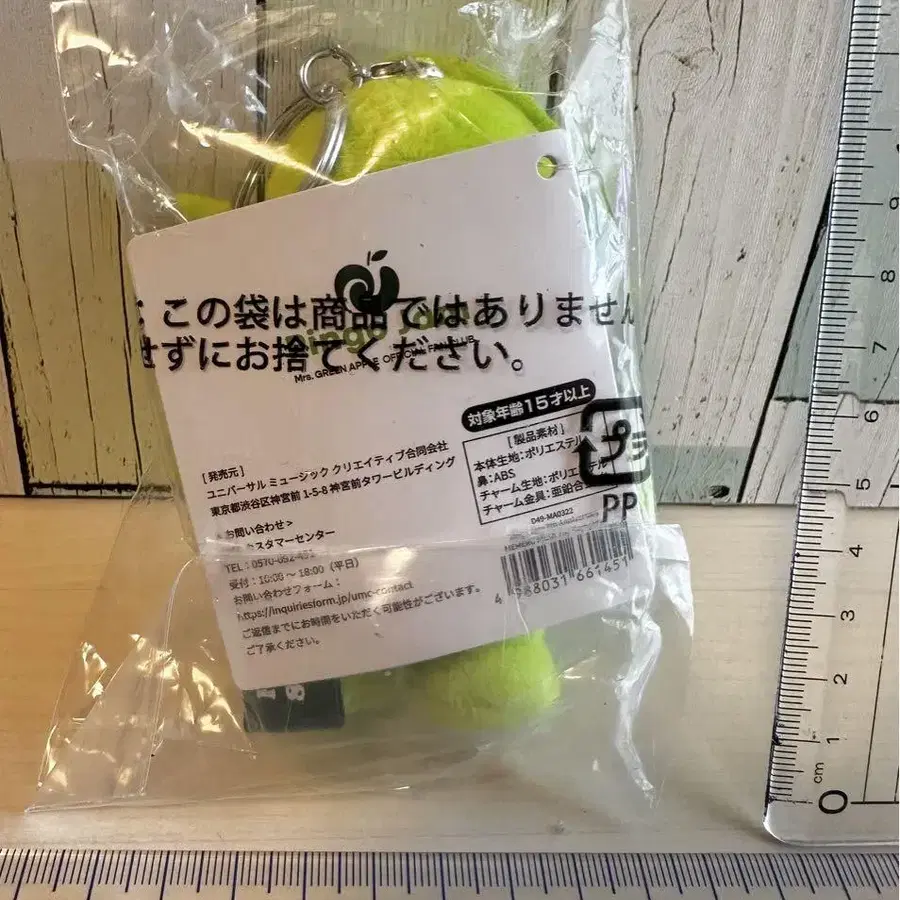 この袋は商品ではありません
せずにお捨てください。
Ringo Jam
Mrs. GREEN APPLE OFFICIAL FAN CLUB
対象年齢15才以上
[製品素材]
本体生地:ポリエステル
鼻:ABS
チャーム生地:ポリエステル
チャーム金具:亜鉛合
プラ
PP
[発売元]
ユニバーサル ミュージック クリエイティブ合同会社
東京都渋谷区神宮前 1-5-8 神宮前タワービルディング
お問い合わせ>
カスタマーセンター
TEL:0570-
受付:10:00 ~ 18:00 (平日)
お問い合わせフォーム:
https://inquiriesform.jp/umc-contact
ご返信までにお時間をいただく可能性がございます。
ご了承ください。
D49-MA0322
4 988031 661451
9
8
7
6
5
4
3
2
1
cm
0